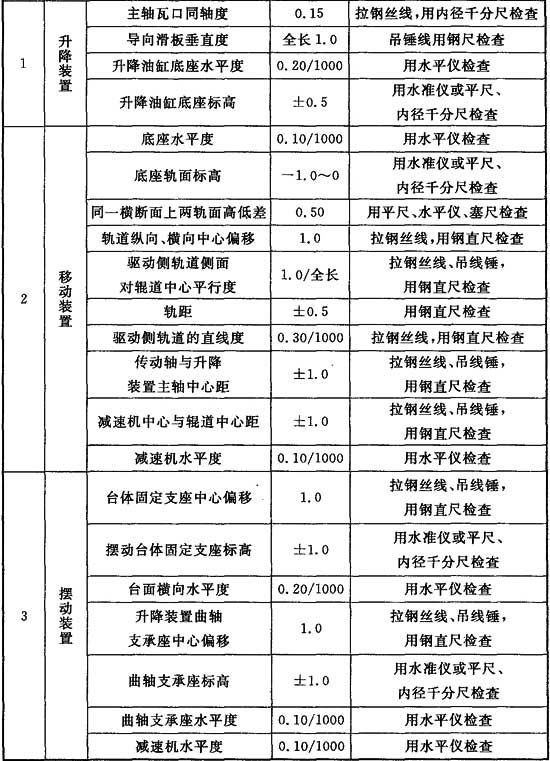 1
升降装置
主轴瓦口同轴度 0.15 拉钢丝线,用内径千分尺检查
导向滑板垂直度 全长1.0 吊锤线用钢尺检查
升降油缸底座水平度 0.20/1000 用水平仪检查
升降油缸底座标高 ±0.5 用水准仪或平尺、
内径千分尺检查
2
移动装置
底座水平度 0.10/1000 用水平仪检查
底座轨面标高 -1.0~0 用水准仪或平尺、
内径千分尺检查
同一横断面上两轨面高低差 0.50 用平尺、水平仪、塞尺检查
轨道纵向、横向中心偏移 1.0 拉钢丝线,用钢直尺检查
驱动侧轨道侧面
对辊道中心平行度 1.0/全长 拉钢丝线、吊线锤,
用钢直尺检查
轨距 ±0.5 用钢直尺检查
驱动侧轨道的直线度 0.30/1000 拉钢丝线,用钢直尺检查
传动轴与升降
装置主轴中心距 ±1.0 拉钢丝线、吊线锤,
用钢直尺检查
减速机中心与辊道中心距 ±1.0 拉钢丝线、吊线锤,
用钢直尺检查
减速机水平度 0.10/1000 用水平仪检查
3
摆动装置
台体固定支座中心偏移 1.0 拉钢丝线、吊线锤,
用钢直尺检查
摆动台体固定支座标高 ±1.0 用水准仪或平尺、
内径千分尺检查
台面横向水平度 0.20/1000 用水平仪检查
升降装置曲轴
支承座中心偏移 1.0 拉钢丝线、吊线锤,
用钢直尺检查
曲轴支承座标高 ±1.0 用水准仪或平尺、
内径千分尺检查
曲轴支承座水平度 0.10/1000 用水平仪检查
减速机水平度 0.10/1000 用水平仪检查